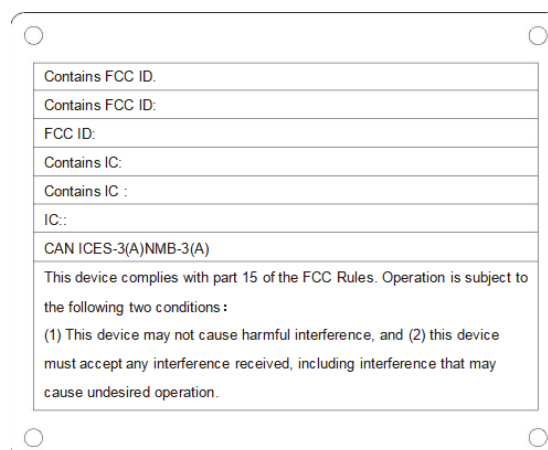 Contains FCC ID.
Contains FCC ID:
FCC ID:
Contains IC:
Contains IC :
IC::
CAN ICES-3(A)NMB-3(A)
This device complies with part 15 of the FCC Rules. Operation is subject to
the following two conditions：
(1) This device may not cause harmful interference, and (2) this device
must accept any interference received, including interference that may
cause undesired operation.